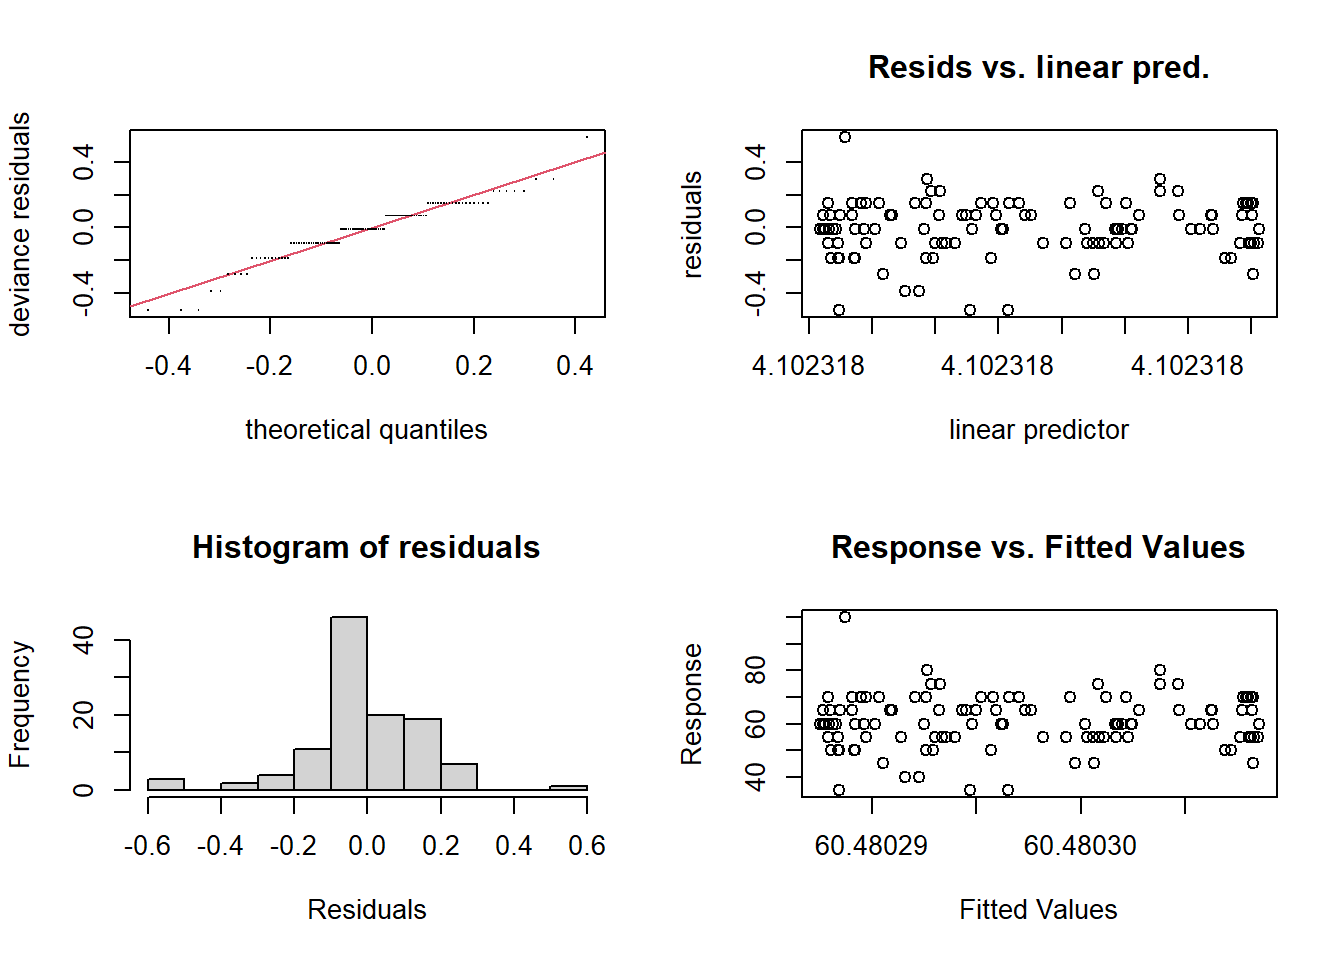 deviance residuals
0.4
0.0
-0.4
-0.4
-0.2
0.0
0.2
0.4
theoretical quantiles
Resids vs. linear pred.
residuals
0.4
0.0
-0.4
4.102318
4.102318
4.102318
linear predictor
Histogram of residuals
Frequency
40
20
0
-0.6
-0.4
-0.2
0.0
0.2
0.4
0.6
Residuals
Response vs. Fitted Values
Response
80
60
40
60.48029
60.48030
Fitted Values